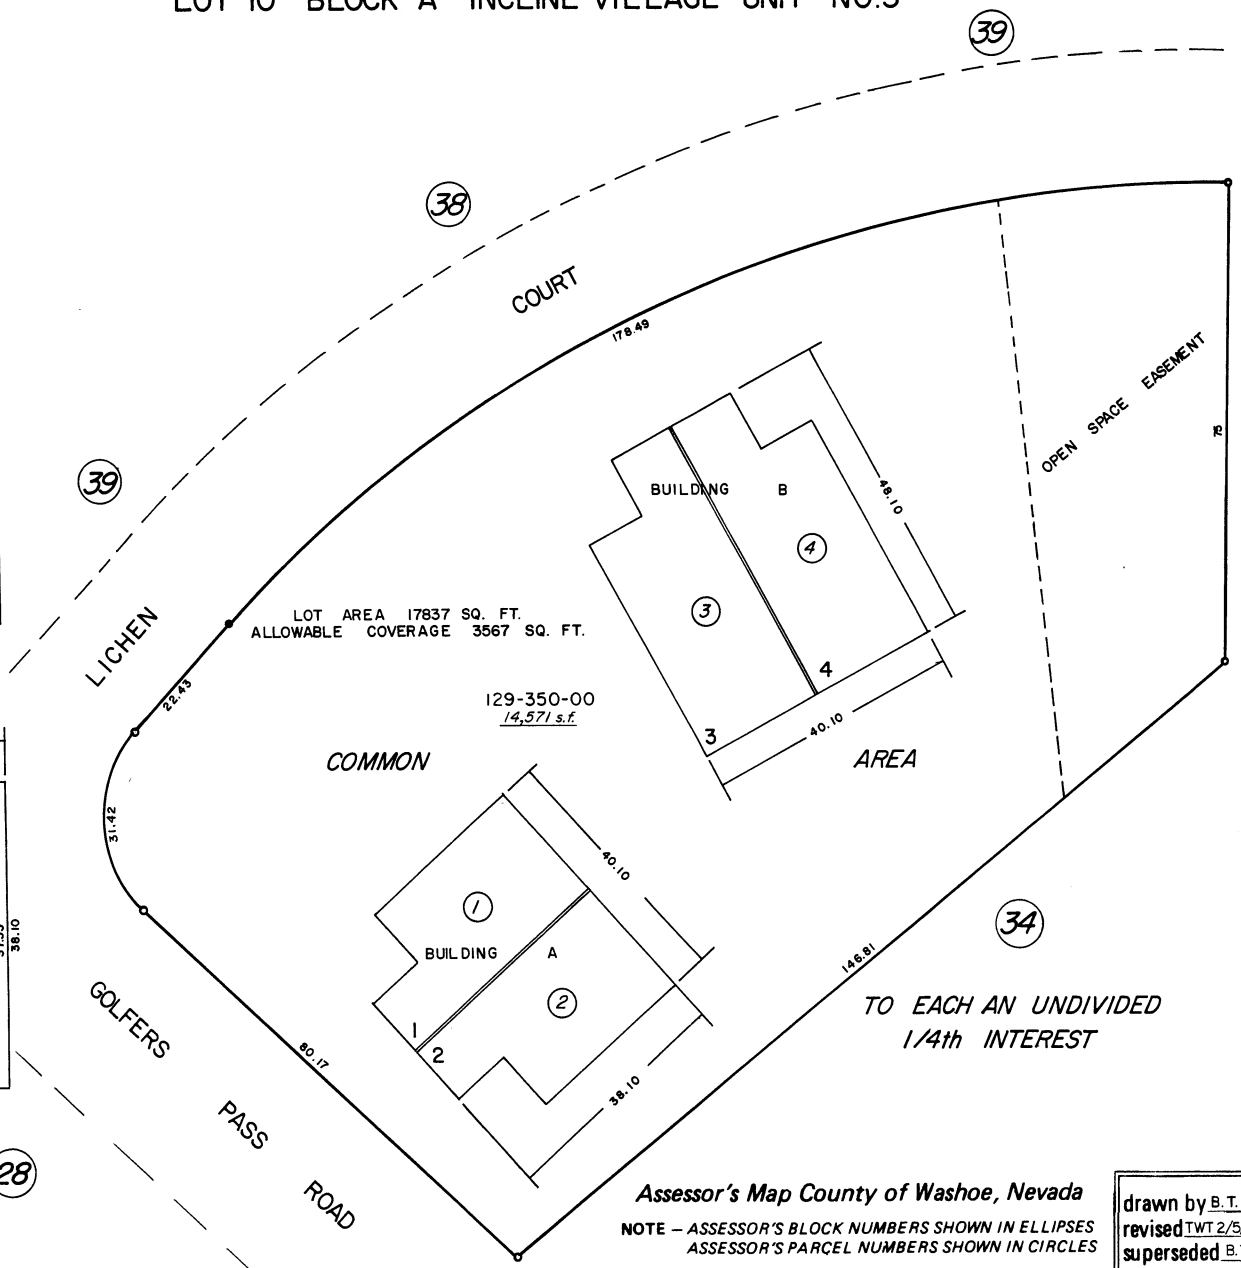 LOT 10 BLOCK A INCLINE VILLAGE UNIT NO.3
39
38
COURT
178.49
OPEN SPACE EASEMENT
75
39
BUILDING B
48.10
4
3
LICHEN
LOT AREA 17837 SQ. FT.
ALLOWABLE COVERAGE 3567 SQ. FT.
22.43
129-350-00
14,571 s.f.
4
3
40.10
COMMON
AREA
31.42
40.10
1
34
38.10
BUILDING A
146.81
2
TO EACH AN UNDIVIDED
1/4th INTEREST
GOLFERS
PASS
ROAD
1
2
80.17
38.10
28
Assessor's Map County of Washoe, Nevada
NOTE – ASSESSOR'S BLOCK NUMBERS SHOWN IN ELLIPSES
ASSESSOR'S PARCEL NUMBERS SHOWN IN CIRCLES
drawn by B.T.
revised TWT 2/5/
superseded B.